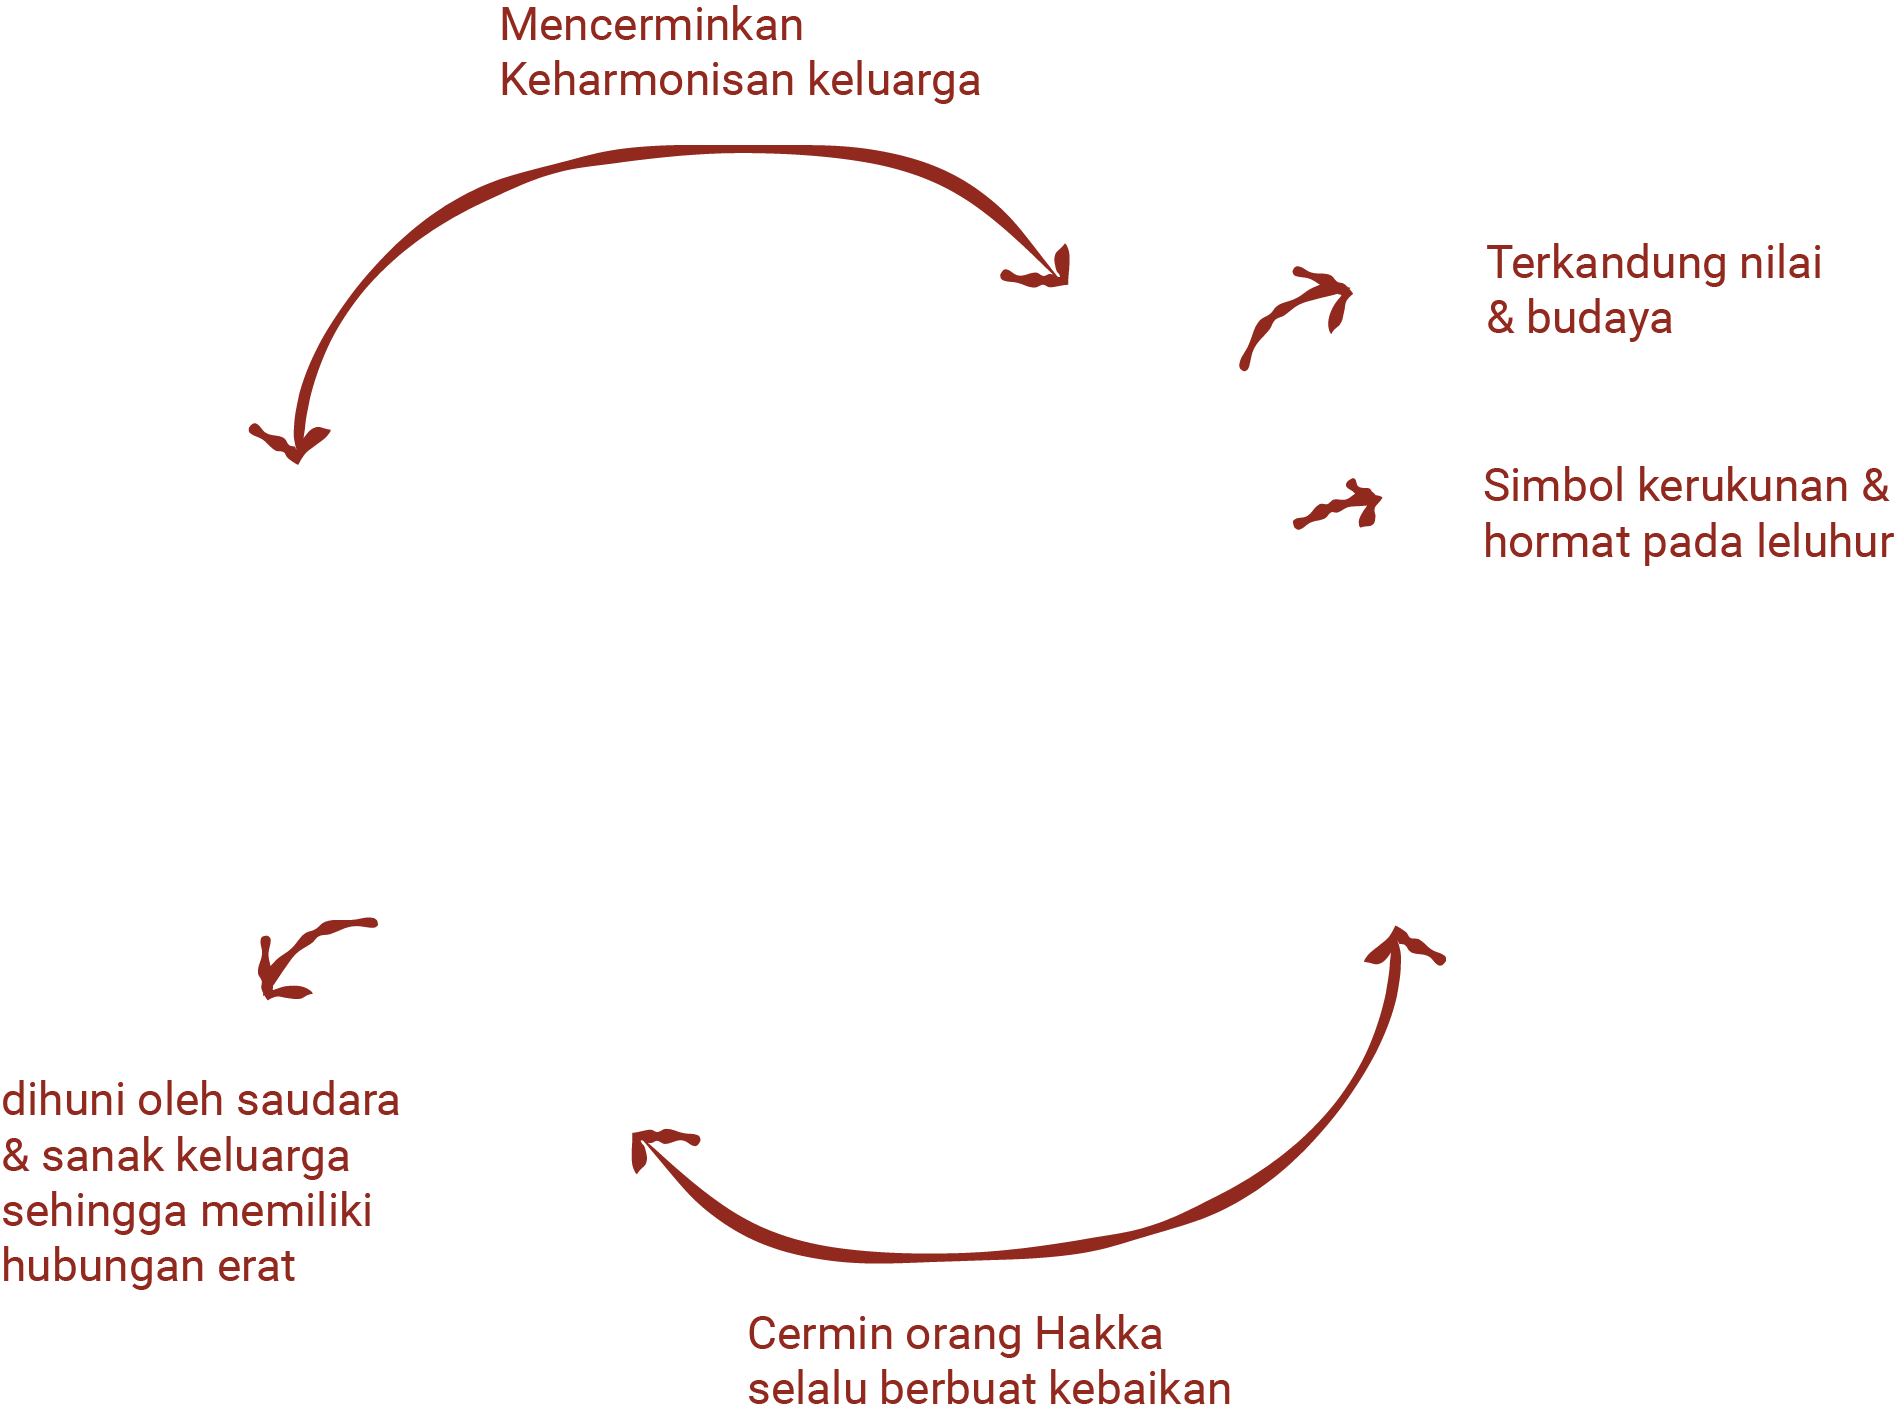 Mencerminkan
Keharmonisan keluarga
Terkandung nilai
& budaya
Simbol kerukunan &
hormat pada leluhur
dihuni oleh saudara
& sanak keluarga
sehingga memiliki
hubungan erat
Cermin orang Hakka
selalu berbuat kebaikan